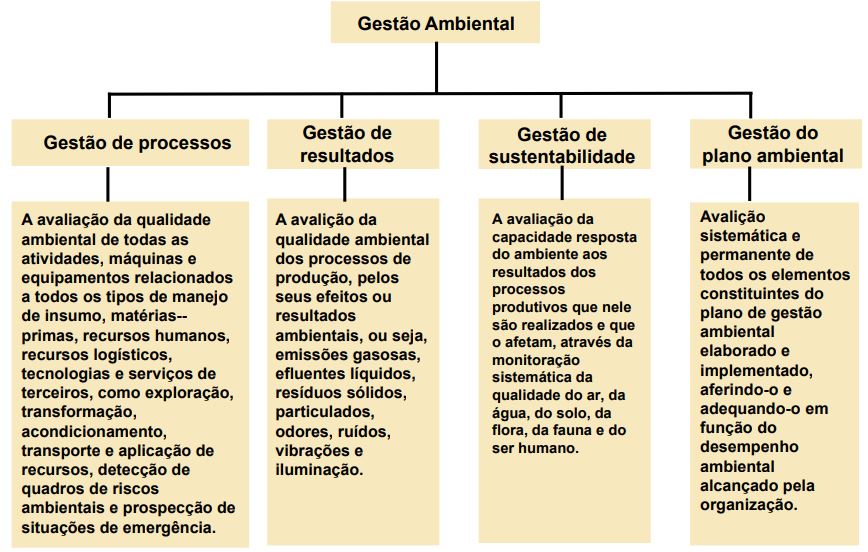 Gestão Ambiental
Gestão de processos
Gestão de
resultados
Gestão de
sustentabilidade
Gestão do
plano ambiental
A avaliação da qualidade
ambiental de todas as
atividades, máquinas e
equipamentos relacionados
a todos os tipos de manejo
de insumo, matérias--
primas, recursos humanos,
recursos logísticos,
tecnologias e serviços de
terceiros, como exploração,
transformação,
acondicionamento,
transporte e aplicação de
recursos, detecção de
quadros de riscos
ambientais e prospecção de
situações de emergência.
A avalição da
qualidade ambiental
dos processos de
produção, pelos
seus efeitos ou
resultados
ambientais, ou seja,
emissões gasosas,
efluentes líquidos,
resíduos sólidos,
particulados,
odores, ruídos,
vibrações e
iluminação.
A avaliação da
capacidade resposta
do ambiente aos
resultados dos
processos
produtivos que nele
são realizados e que
o afetam, através da
monitoração
sistemática da
qualidade do ar, da
água, do solo, da
flora, da fauna e do
ser humano.
Avalição
sistemática e
permanente de
todos os elementos
constituintes do
plano de gestão
ambiental
elaborado e
implementado,
aferindo-o e
adequando-o em
função do
desempenho
ambiental
alcançado pela
organização.